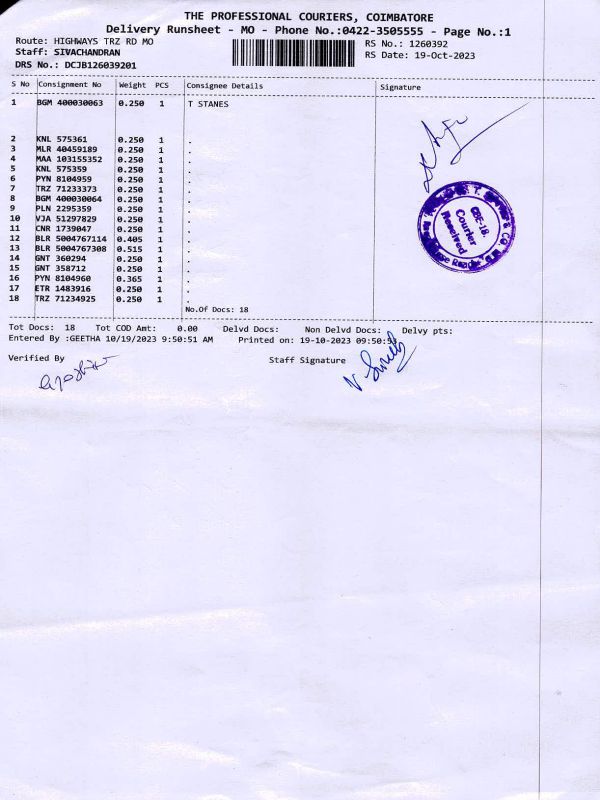 THE PROFESSIONAL COURIERS, COIMBATORE
Delivery Runsheet - MO - Phone No.:0422-3505555 - Page No.:1
Route: HIGHWAYS TRZ RD MO RS No.: 1260392
Staff: SIVACHANDRAN RS Date: 19-Oct-2023
DRS No.: DCJB126039201
S No Consignment No Weight PCS Consignee Details Signature
1 BGM 400030063 0.250 1 T STANES
2 KNL 575361 0.250 1 .
3 MLR 40459189 0.250 1 .
4 MAA 103155352 0.250 1 .
5 KNL 575359 0.250 1 .
6 PYN 8104959 0.250 1 .
7 TRZ 71233373 0.250 1 .
8 BGM 400030064 0.250 1 .
9 PLN 2295359 0.250 1 .
10 VJA 51297829 0.250 1 .
11 CNR 1739047 0.250 1 .
12 BLR 5004767114 0.405 1 .
13 BLR 5004767308 0.515 1 .
14 GNT 360294 0.250 1 .
15 GNT 358712 0.250 1 .
16 PYN 8104960 0.365 1 .
17 ETR 1483916 0.250 1 .
18 TRZ 71234925 0.250 1 .
CBE-18.
Courier
Received
No.Of Docs: 18
Tot Docs: 18 Tot COD Amt: 0.00 Delvd Docs: Non Delvd Docs: Delvy pts:
Entered By :GEETHA 10/19/2023 9:50:51 AM Printed on: 19-10-2023 09:50:53
Verified By Staff Signature